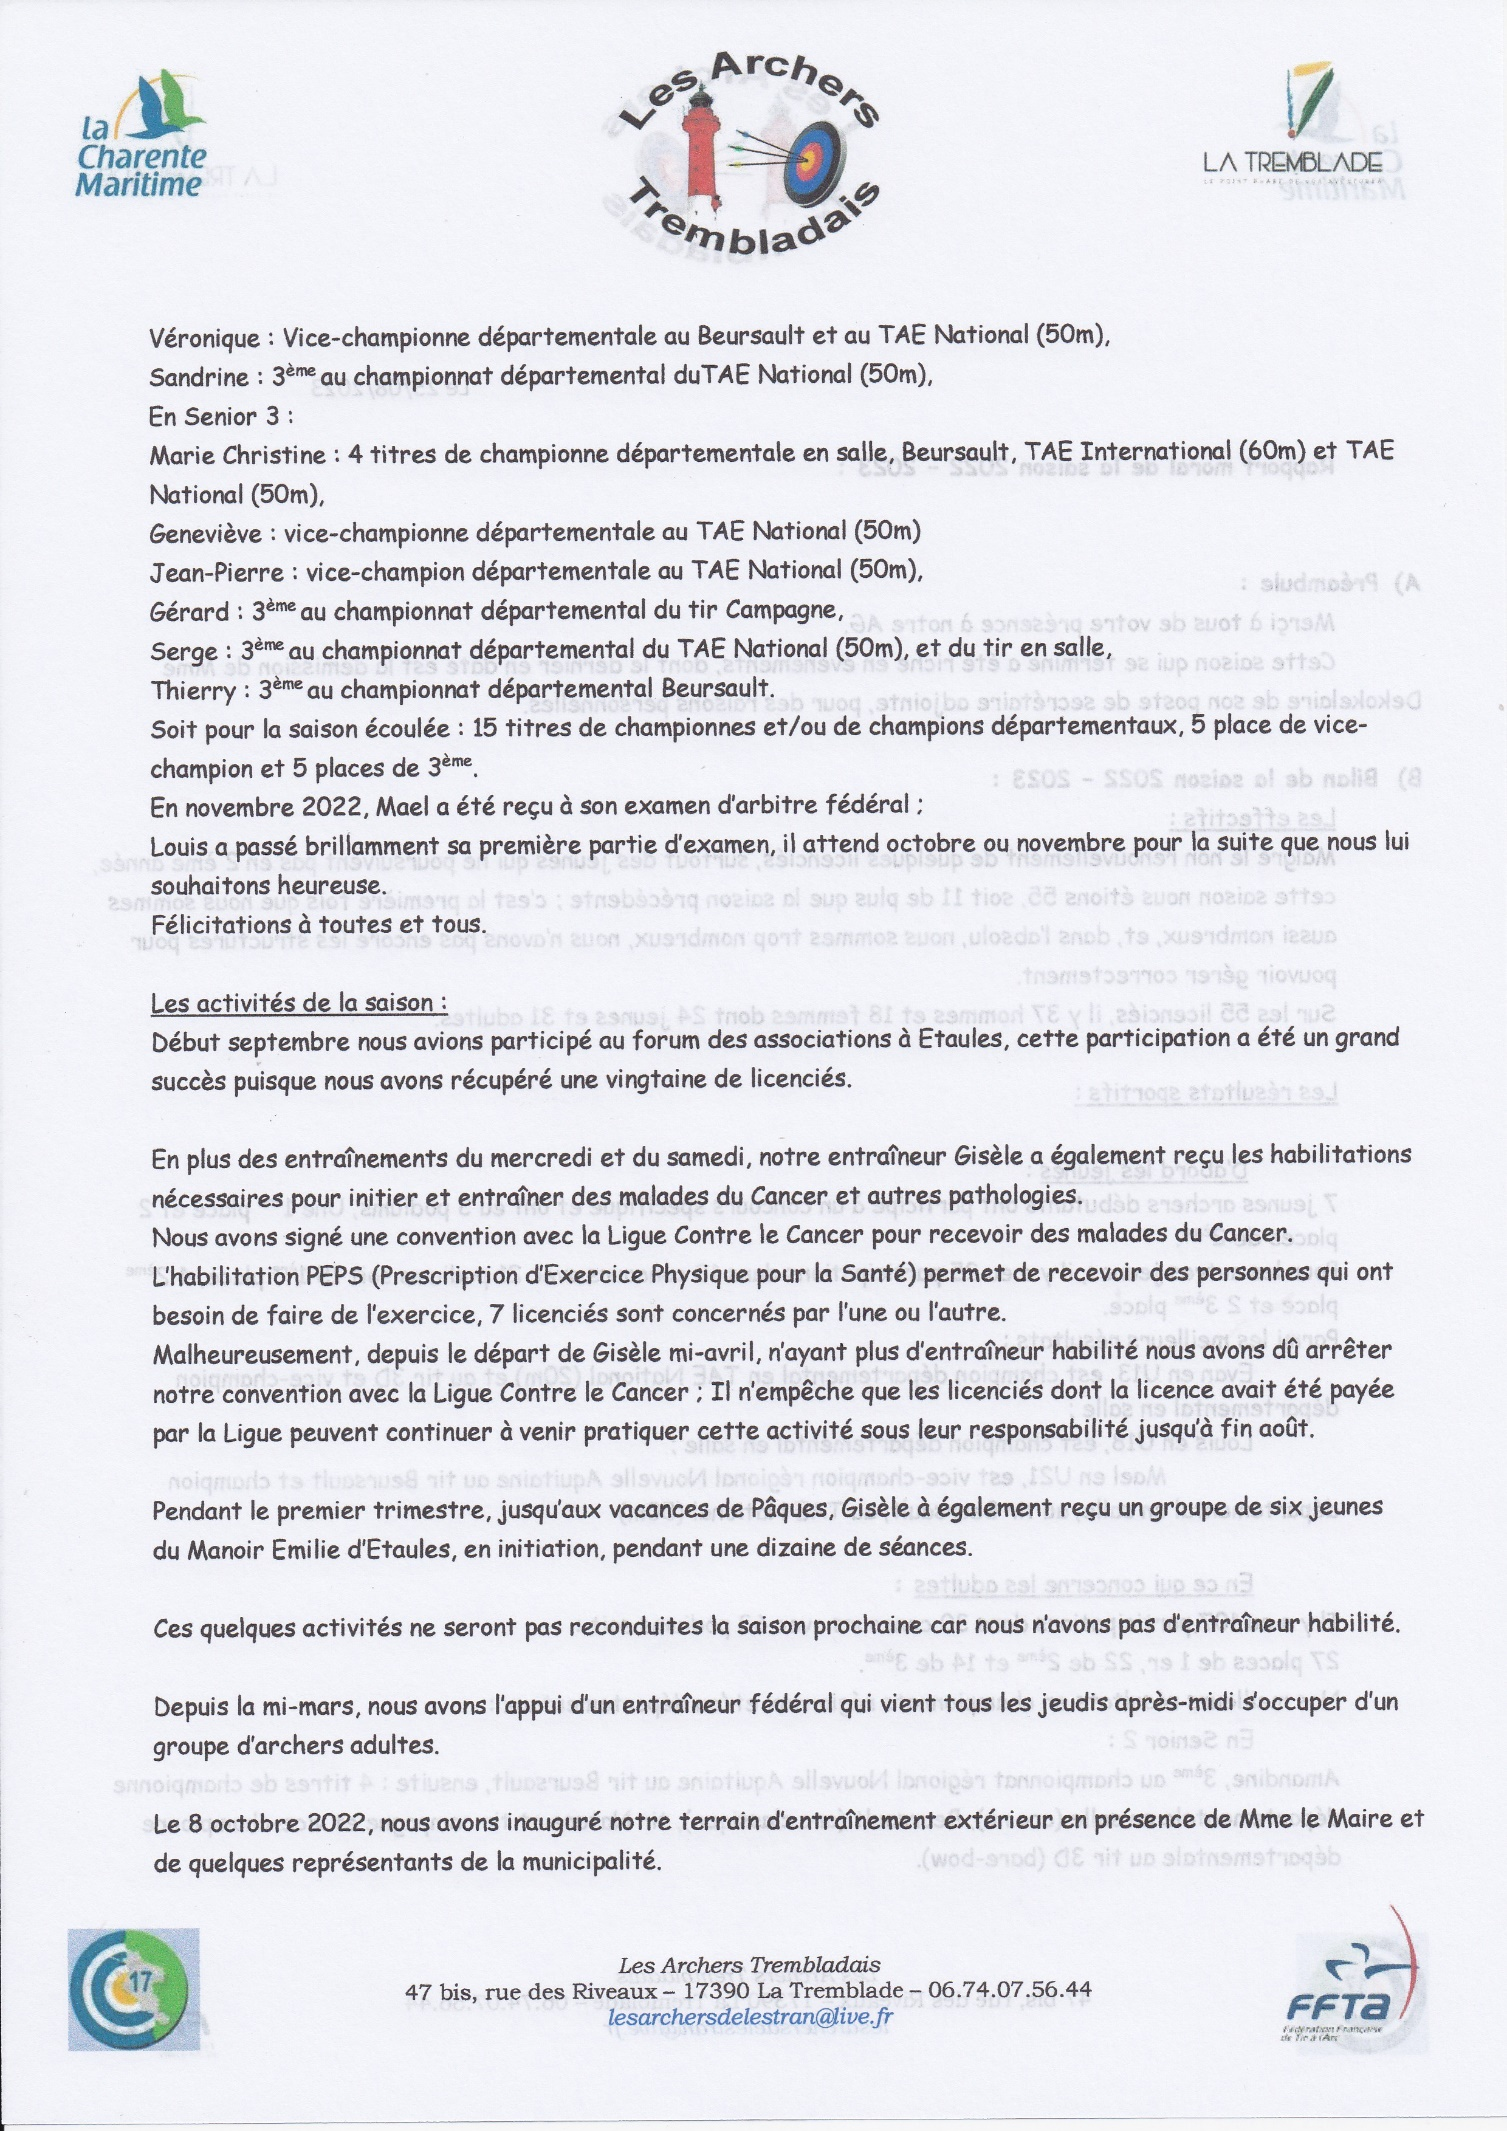 la
Charente
Maritime
Les Archers
Trembladais
LA TREMBLADE
Véronique : Vice-championne départementale au Beursault et au TAE National (50m),
Sandrine : 3ème au championnat départemental duTAE National (50m),
En Senior 3 :
Marie Christine : 4 titres de championne départementale en salle, Beursault, TAE International (60m) et TAE
National (50m),
Geneviève : vice-championne départementale au TAE National (50m)
Jean-Pierre : vice-champion départementale au TAE National (50m),
Gérard : 3ème au championnat départemental du tir Campagne,
Serge : 3ème au championnat départemental du TAE National (50m), et du tir en salle,
Thierry : 3ème au championnat départemental Beursault.
Soit pour la saison écoulée : 15 titres de championnes et/ou de champions départementaux, 5 place de vice-
champion et 5 places de 3ème.
En novembre 2022, Mael a été reçu à son examen d'arbitre fédéral ;
Louis a passé brillamment sa première partie d'examen, il attend octobre ou novembre pour la suite que nous lui
souhaitons heureuse.
Félicitations à toutes et tous.
Les activités de la saison :
Début septembre nous avions participé au forum des associations à Etaules, cette participation a été un grand
succès puisque nous avons récupéré une vingtaine de licenciés.
En plus des entraînements du mercredi et du samedi, notre entraîneur Gisèle a également reçu les habilitations
nécessaires pour initier et entraîner des malades du Cancer et autres pathologies.
Nous avons signé une convention avec la Ligue Contre le Cancer pour recevoir des malades du Cancer.
L'habilitation PEPS (Prescription d'Exercice Physique pour la Santé) permet de recevoir des personnes qui ont
besoin de faire de l'exercice, 7 licenciés sont concernés par l'une ou l'autre.
Malheureusement, depuis le départ de Gisèle mi-avril, n'ayant plus d'entraîneur habilité nous avons dû arrêter
notre convention avec la Ligue Contre le Cancer ; Il n'empêche que les licenciés dont la licence avait été payée
par la Ligue peuvent continuer à venir pratiquer cette activité sous leur responsabilité jusqu'à fin août.
Pendant le premier trimestre, jusqu'aux vacances de Pâques, Gisèle à également reçu un groupe de six jeunes
du Manoir Emilie d'Etaules, en initiation, pendant une dizaine de séances.
Ces quelques activités ne seront pas reconduites la saison prochaine car nous n'avons pas d'entraîneur habilité.
Depuis la mi-mars, nous avons l'appui d'un entraîneur fédéral qui vient tous les jeudis après-midi s'occuper d'un
groupe d'archers adultes.
Le 8 octobre 2022, nous avons inauguré notre terrain d'entraînement extérieur en présence de Mme le Maire et
de quelques représentants de la municipalité.
17
Les Archers Trembladais
47 bis, rue des Riveaux – 17390 La Tremblade – 06.74.07.56.44
lesarchersdelestran@live.fr
FFTA
Fédération Française
de Tir à l'Arc